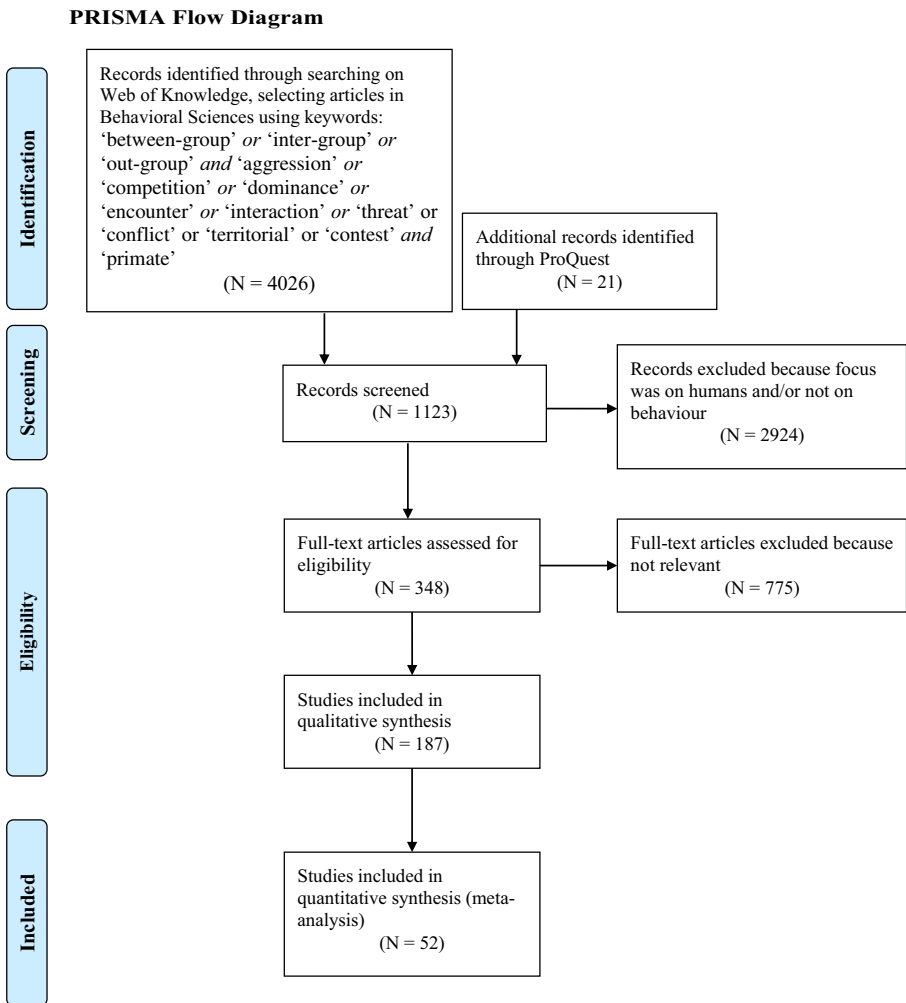 PRISMA Flow Diagram
Identification
Records identified through searching on
Web of Knowledge, selecting articles in
Behavioral Sciences using keywords:
‘between-group’ or ‘inter-group’ or
‘out-group’ and ‘aggression’ or
‘competition’ or ‘dominance’ or
‘encounter’ or ‘interaction’ or ‘threat’ or
‘conflict’ or ‘territorial’ or ‘contest’ and
‘primate’
(N = 4026)
Additional records identified
through ProQuest
(N = 21)
Screening
Records screened
(N = 1123)
Records excluded because focus
was on humans and/or not on
behaviour
(N = 2924)
Eligibility
Full-text articles assessed for
eligibility
(N = 348)
Full-text articles excluded because
not relevant
(N = 775)
Studies included in
qualitative synthesis
(N = 187)
Included
Studies included in
quantitative synthesis (meta-
analysis)
(N = 52)